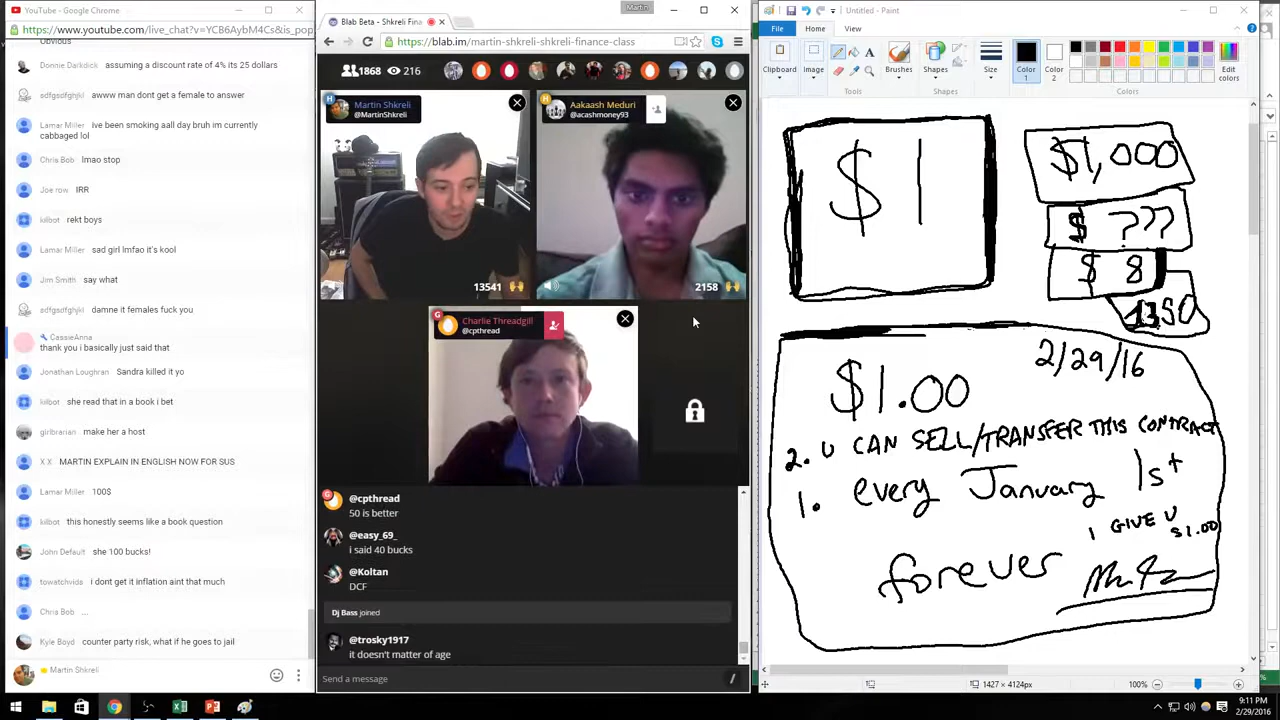 YouTube - Google Chrome
https://www.youtube.com/live_chat?v=YCB6AybM4Cs&is_pop
Obvious
Donnie Darkdick assuming a discount rate of 4% its 25 dollars
adfgsdfghjkl awww man dont get a female to answer
Lamar Miller ive been smoking aall day bruh im currently
cabbaged lol
Chris Bob lmao stop
Joe row IRR
kilbot rekt boys
Lamar Miller sad girl lmfao it's kool
Jim Smith say what
adfgsdfghjkl damne it females fuck you
CassieAnna
thank you i basically just said that
Jonathan Loughran Sandra killed it yo
kilbot she read that in a book i bet
girlbrarian make her a host
X X MARTIN EXPLAIN IN ENGLISH NOW FOR SUS
Lamar Miller 100$
kilbot this honestly seems like a book question
John Default she 100 bucks!
towatchvids i dont get it inflation aint that much
Chris Bob ...
Kyle Boyd counter party risk, what if he goes to jail
Martin Shkreli
Martin
Blab Beta - Shkreli Fina
https://blab.im/martin-shkreli-shkreli-finance-class
1868 216
H Martin Shkreli
@MartinShkreli
13541
H Aakaash Meduri
@acashmoney93
2158
G Charlie Threadgill
@cpthread
G @cpthread
50 is better
@easy_69_
i said 40 bucks
@Koltan
DCF
Dj Bass joined
@trosky1917
it doesn't matter of age
Send a message
Untitled - Paint
File Home View
Clipboard
Image
Tools
Brushes
Shapes
Size
Color
1
Color
2
Edit
colors
Colors
$1
$1,000
$ ???
$ 8
1350
2/29/16
$1.00
2. U CAN SELL/TRANSFER THIS CONTRACT
1. every January 1st
I GIVE U
$1.00
forever
1427 × 4124px
100%
9:11 PM
2/29/2016